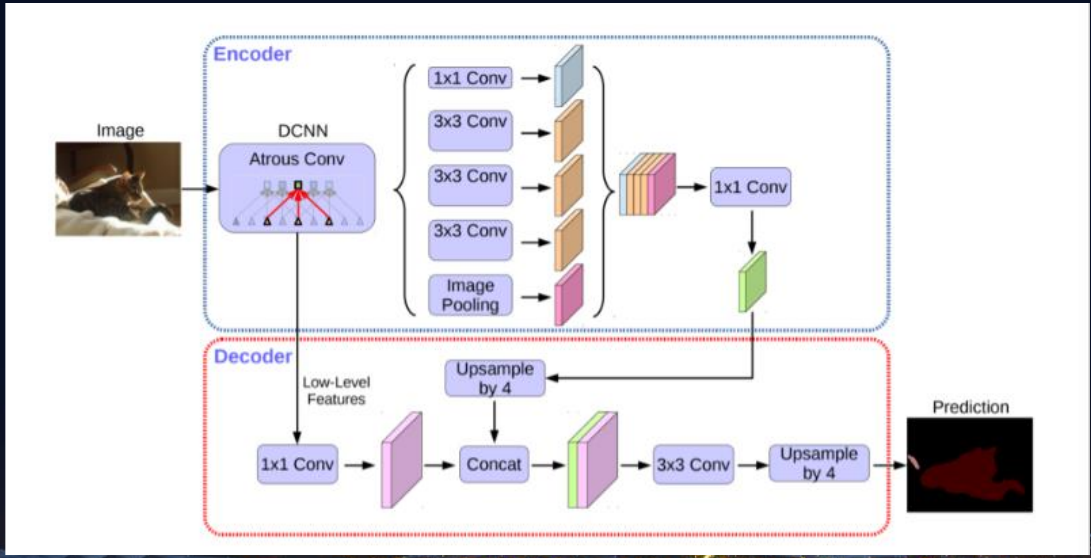 Encoder
Image
DCNN
Atrous Conv
1x1 Conv
3x3 Conv
3x3 Conv
3x3 Conv
Image
Pooling
1x1 Conv
Decoder
Low-Level
Features
Upsample
by 4
1x1 Conv
Concat
3x3 Conv
Upsample
by 4
Prediction